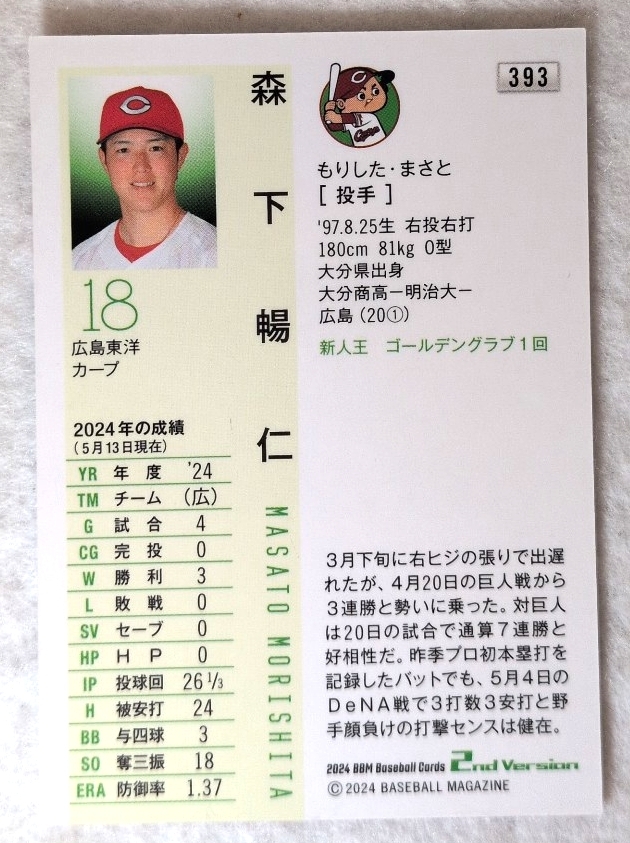 393
森下暢仁
MASATO MORISHITA
18
広島東洋
カープ
もりした・まさと
[ 投手 ]
'97.8.25生 右投右打
180cm 81kg O型
大分県出身
大分商高ー明治大ー
広島(20①)
新人王 ゴールデングラブ1回
2024年の成績
(5月13日現在)
YR 年度 '24
TM チーム (広)
G 試合 4
CG 完投 0
W 勝利 3
L 敗戦 0
SV セーブ 0
HP HP 0
IP 投球回 26 1/3
H 被安打 24
BB 与四球 3
SO 奪三振 18
ERA 防御率 1.37
3月下旬に右ヒジの張りで出遅
れたが、4月20日の巨人戦から
3連勝と勢いに乗った。対巨人
は20日の試合で通算7連勝と
好相性だ。昨季プロ初本塁打を
記録したバットでも、5月4日の
DeNA戦で3打数3安打と野
手顔負けの打撃センスは健在。
2024 BBM Baseball Cards 2nd Version
©2024 BASEBALL MAGAZINE